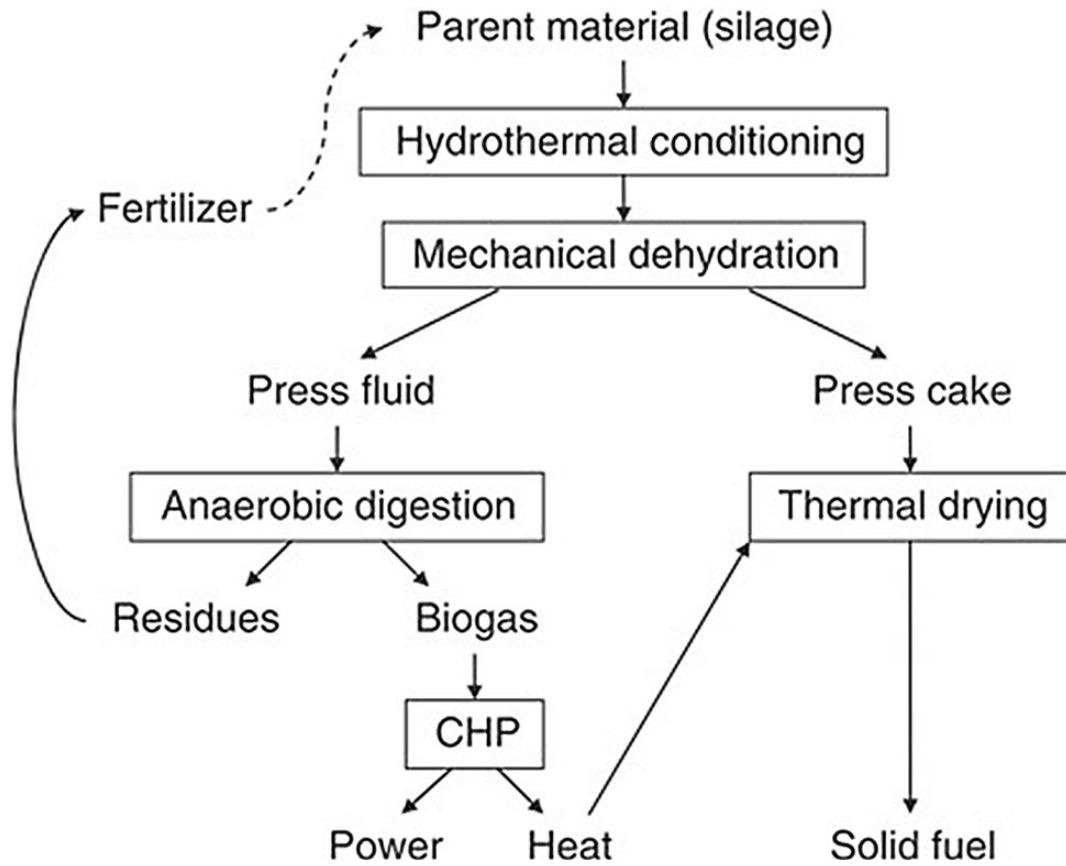 Parent material (silage)
Hydrothermal conditioning
Fertilizer
Mechanical dehydration
Press fluid
Press cake
Anaerobic digestion
Thermal drying
Residues
Biogas
CHP
Power
Heat
Solid fuel